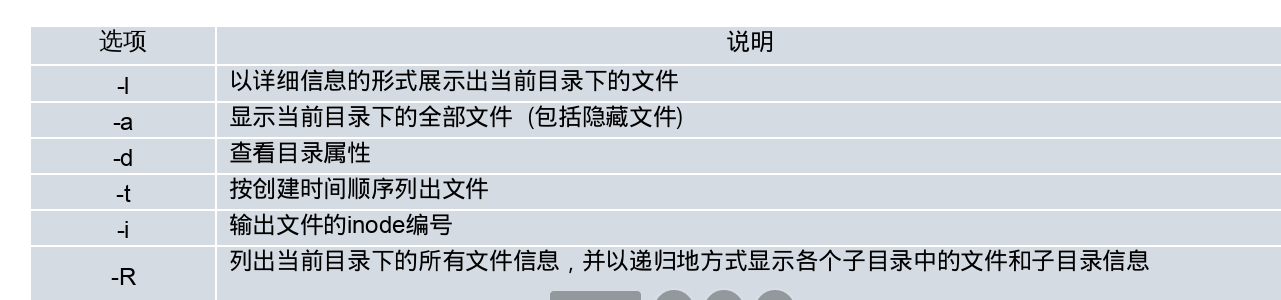 选项 说明
-l 以详细信息的形式展示出当前目录下的文件
-a 显示当前目录下的全部文件 (包括隐藏文件)
-d 查看目录属性
-t 按创建时间顺序列出文件
-i 输出文件的inode编号
-R 列出当前目录下的所有文件信息，并以递归地方式显示各个子目录中的文件和子目录信息